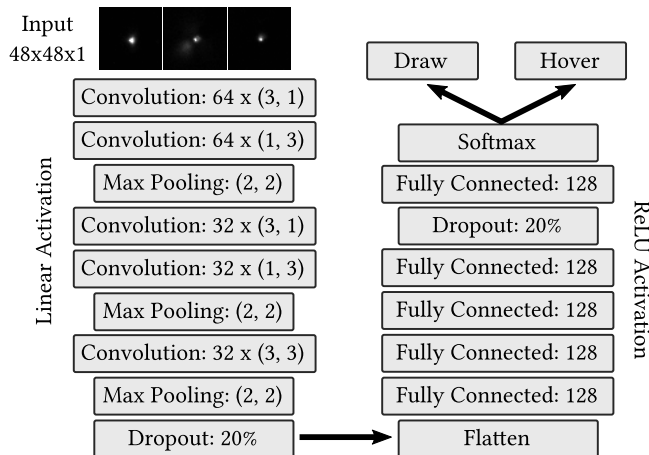 Input
48x48x1
Convolution: 64 x (3, 1)
Convolution: 64 x (1, 3)
Max Pooling: (2, 2)
Convolution: 32 x (3, 1)
Convolution: 32 x (1, 3)
Max Pooling: (2, 2)
Convolution: 32 x (3, 3)
Max Pooling: (2, 2)
Dropout: 20%
Linear Activation
Draw
Hover
Softmax
Fully Connected: 128
Dropout: 20%
Fully Connected: 128
Fully Connected: 128
Fully Connected: 128
Fully Connected: 128
Flatten
ReLU Activation